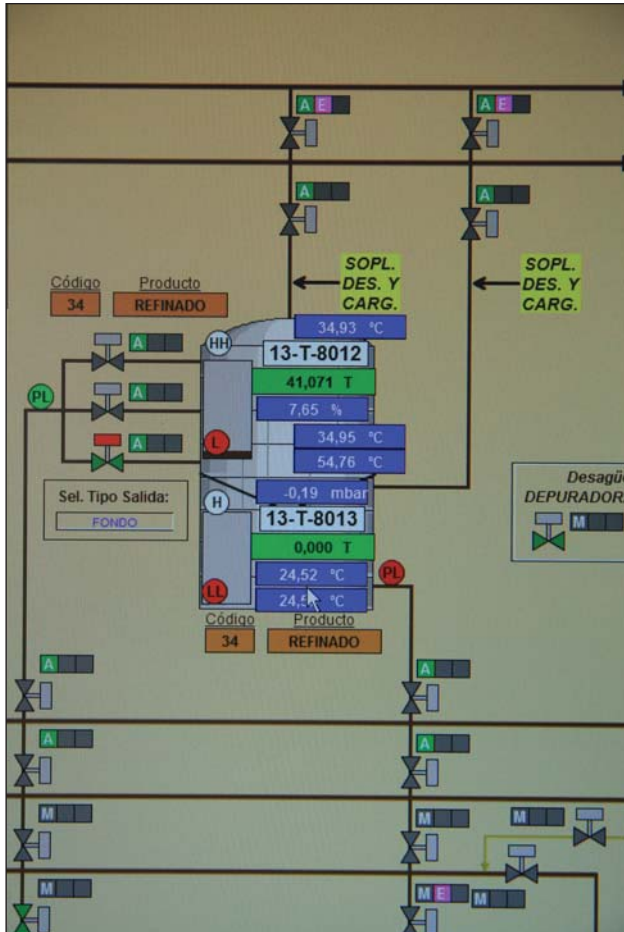 A E
A E
A
A
SOPL.
DES. Y
CARG.
SOPL.
DES. Y
CARG.
Código Producto
34 REFINADO
34,93 °C
HH
13-T-8012
A
41,071 T
PL
A
7,65 %
A
L
34,95 °C
54,76 °C
Sel. Tipo Salida:
FONDO
H
-0,19 mbar
13-T-8013
0,000 T
Desagü
DEPURADORA
M
LL
24,52 °C
PL
°C
Código Producto
34 REFINADO
A
A
A
A
M
M
M
M
M E
M